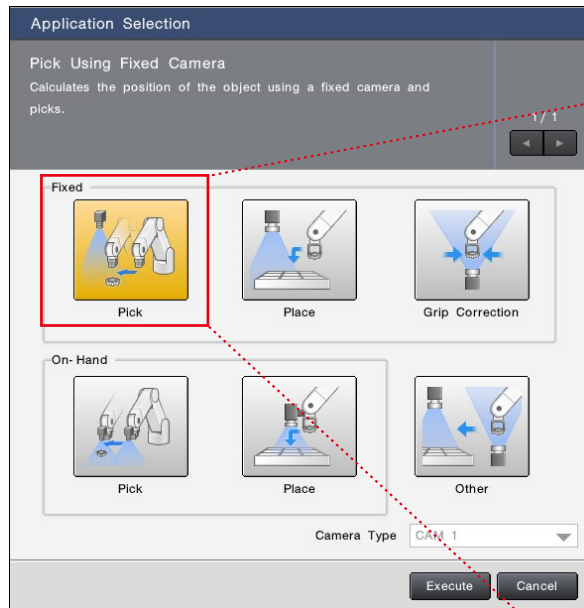 Application Selection
Pick Using Fixed Camera
Calculates the position of the object using a fixed camera and
picks.
1/1
Fixed
Pick
Place
Grip Correction
On-Hand
Pick
Place
Other
Camera Type
CAM 1
Execute
Cancel